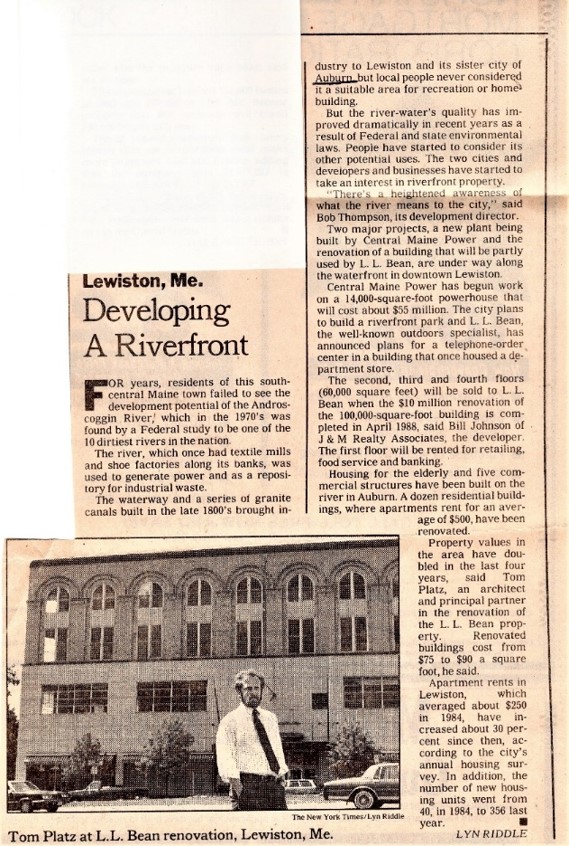 Lewiston, Me.
Developing
A Riverfront
FOR years, residents of this south-
central Maine town failed to see the
development potential of the Andros-
coggin River, which in the 1970's was
found by a Federal study to be one of the
10 dirtiest rivers in the nation.
The river, which once had textile mills
and shoe factories along its banks, was
used to generate power and as a reposi-
tory for industrial waste.
The waterway and a series of granite
canals built in the late 1800's brought in-
dustry to Lewiston and its sister city of
Auburn but local people never considered
it a suitable area for recreation or home
building.
But the river-water's quality has im-
proved dramatically in recent years as a
result of Federal and state environmental
laws. People have started to consider its
other potential uses. The two cities and
developers and businesses have started to
take an interest in riverfront property.
"There's a heightened awareness of
what the river means to the city," said
Bob Thompson, its development director.
Two major projects, a new plant being
built by Central Maine Power and the
renovation of a building that will be partly
used by L. L. Bean, are under way along
the waterfront in downtown Lewiston.
Central Maine Power has begun work
on a 14,000-square-foot powerhouse that
will cost about $55 million. The city plans
to build a riverfront park and L. L. Bean,
the well-known outdoors specialist, has
announced plans for a telephone-order
center in a building that once housed a de-
partment store.
The second, third and fourth floors
(60,000 square feet) will be sold to L. L.
Bean when the $10 million renovation of
the 100,000-square-foot building is com-
pleted in April 1988, said Bill Johnson of
J & M Realty Associates, the developer.
The first floor will be rented for retailing,
food service and banking.
Housing for the elderly and five com-
mercial structures have been built on the
river in Auburn. A dozen residential build-
ings, where apartments rent for an aver-
age of $500, have been
renovated.
Property values in
the area have dou-
bled in the last four
years, said Tom
Platz, an architect
and principal partner
in the renovation of
the L. L. Bean prop-
erty. Renovated
buildings cost from
$75 to $90 a square
foot, he said.
Apartment rents in
Lewiston, which
averaged about $250
in 1984, have in-
creased about 30 per-
cent since then, ac-
cording to the city's
annual housing sur-
vey. In addition, the
number of new hous-
ing units went from
40, in 1984, to 356 last
year.
LYN RIDDLE
The New York Times/Lyn Riddle
Tom Platz at L.L. Bean renovation, Lewiston, Me.